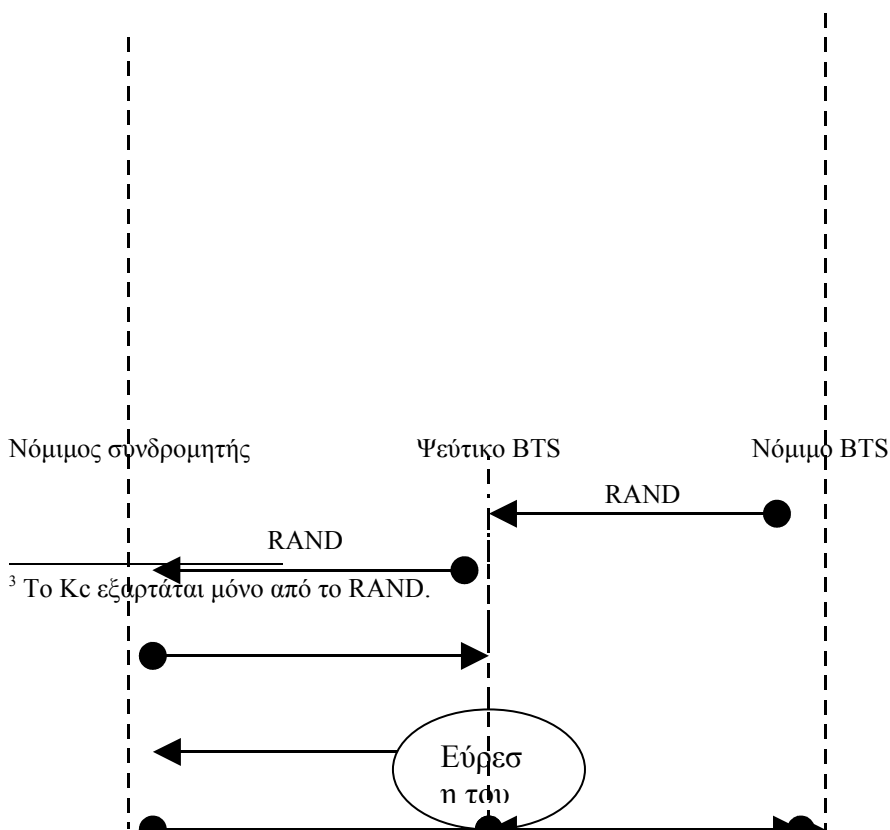 Νόμιμος συνδρομητής Ψεύτικο BTS Νόμιμο BTS
RAND
RAND
³ Το Kc εξαρτάται μόνο από το RAND.
Εύρεσ
η του